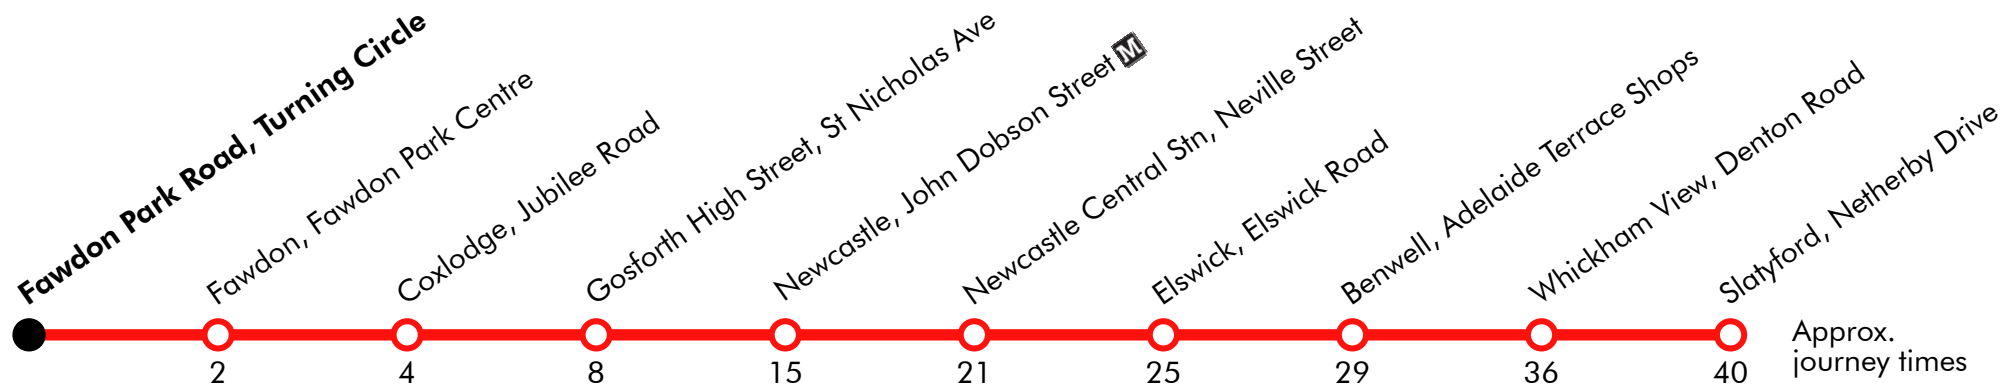 Fawdon Park Road, Turning Circle
Fawdon, Fawdon Park Centre
Coxlodge, Jubilee Road
Gosforth High Street, St Nicholas Ave
Newcastle, John Dobson Street M
Newcastle Central Stn, Neville Street
Elswick, Elswick Road
Benwell, Adelaide Terrace Shops
Whickham View, Denton Road
Slatyford, Netherby Drive
2 4 8 15 21 25 29 36 40
Approx.
journey times